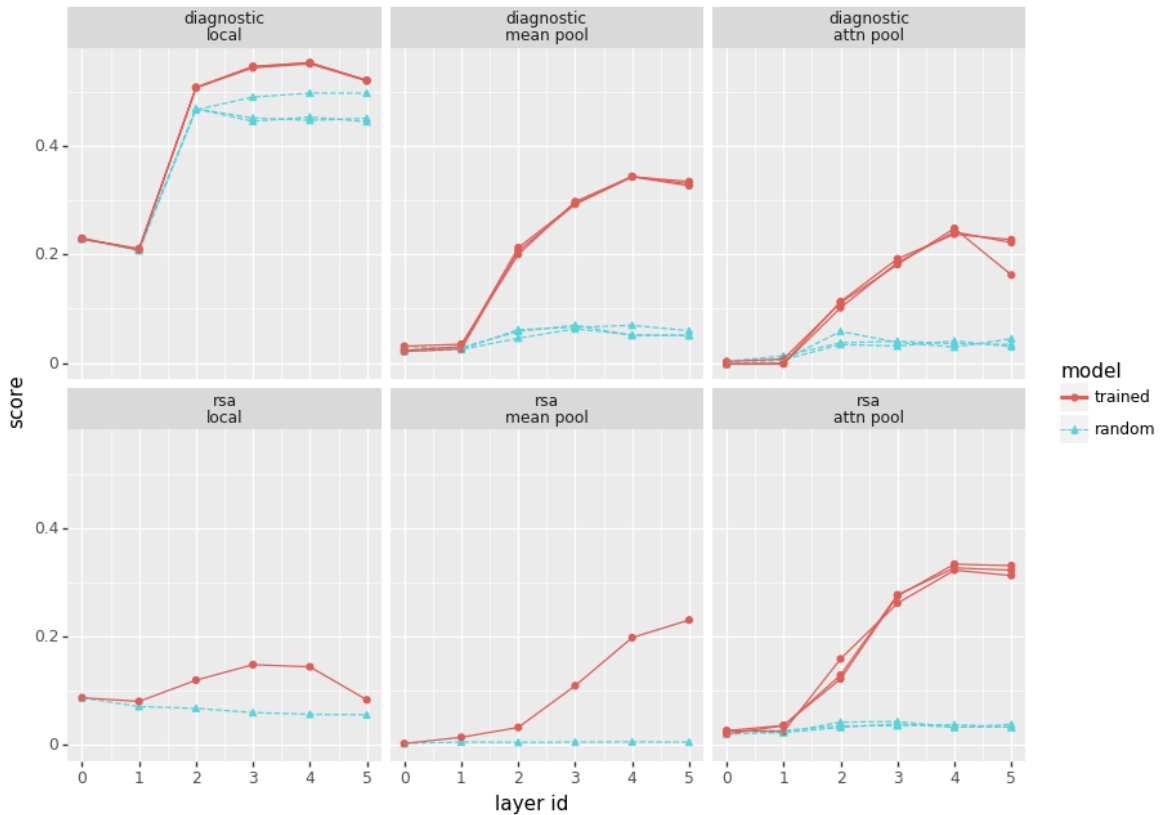 diagnostic
local
diagnostic
mean pool
diagnostic
attn pool
0.4
0.2
0
rsa
local
rsa
mean pool
rsa
attn pool
0.4
0.2
0
0 1 2 3 4 5
0 1 2 3 4 5
0 1 2 3 4 5
layer id
score
model
trained
random